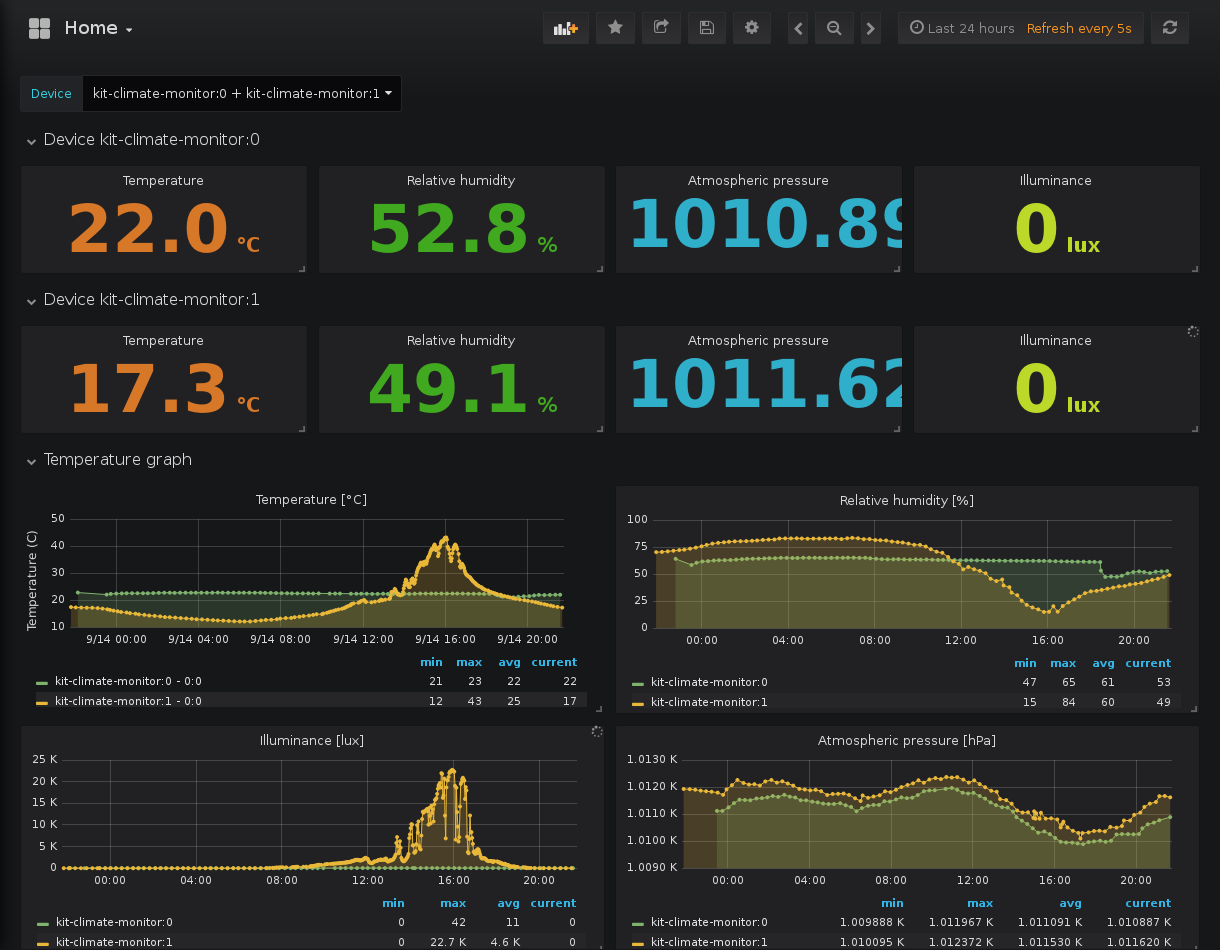 Home
Last 24 hours Refresh every 5s
Device kit-climate-monitor:0 + kit-climate-monitor:1
Device kit-climate-monitor:0
Temperature Relative humidity Atmospheric pressure Illuminance
22.0 °C 52.8 % 1010.89 0 lux
Device kit-climate-monitor:1
Temperature Relative humidity Atmospheric pressure Illuminance
17.3 °C 49.1 % 1011.62 0 lux
Temperature graph
Temperature [°C]
Temperature (C)
50
40
30
20
10
9/14 00:00 9/14 04:00 9/14 08:00 9/14 12:00 9/14 16:00 9/14 20:00
min max avg current
kit-climate-monitor:0 - 0:0 21 23 22 22
kit-climate-monitor:1 - 0:0 12 43 25 17
Relative humidity [%]
100
75
50
25
0
00:00 04:00 08:00 12:00 16:00 20:00
min max avg current
kit-climate-monitor:0 47 65 61 53
kit-climate-monitor:1 15 84 60 49
Illuminance [lux]
25 K
20 K
15 K
10 K
5 K
0
00:00 04:00 08:00 12:00 16:00 20:00
min max avg current
kit-climate-monitor:0 0 42 11 0
kit-climate-monitor:1 0 22.7 K 4.6 K 0
Atmospheric pressure [hPa]
1.0130 K
1.0120 K
1.0110 K
1.0100 K
1.0090 K
00:00 04:00 08:00 12:00 16:00 20:00
min max avg current
kit-climate-monitor:0 1.009888 K 1.011967 K 1.011091 K 1.010887 K
kit-climate-monitor:1 1.010095 K 1.012372 K 1.011530 K 1.011620 K